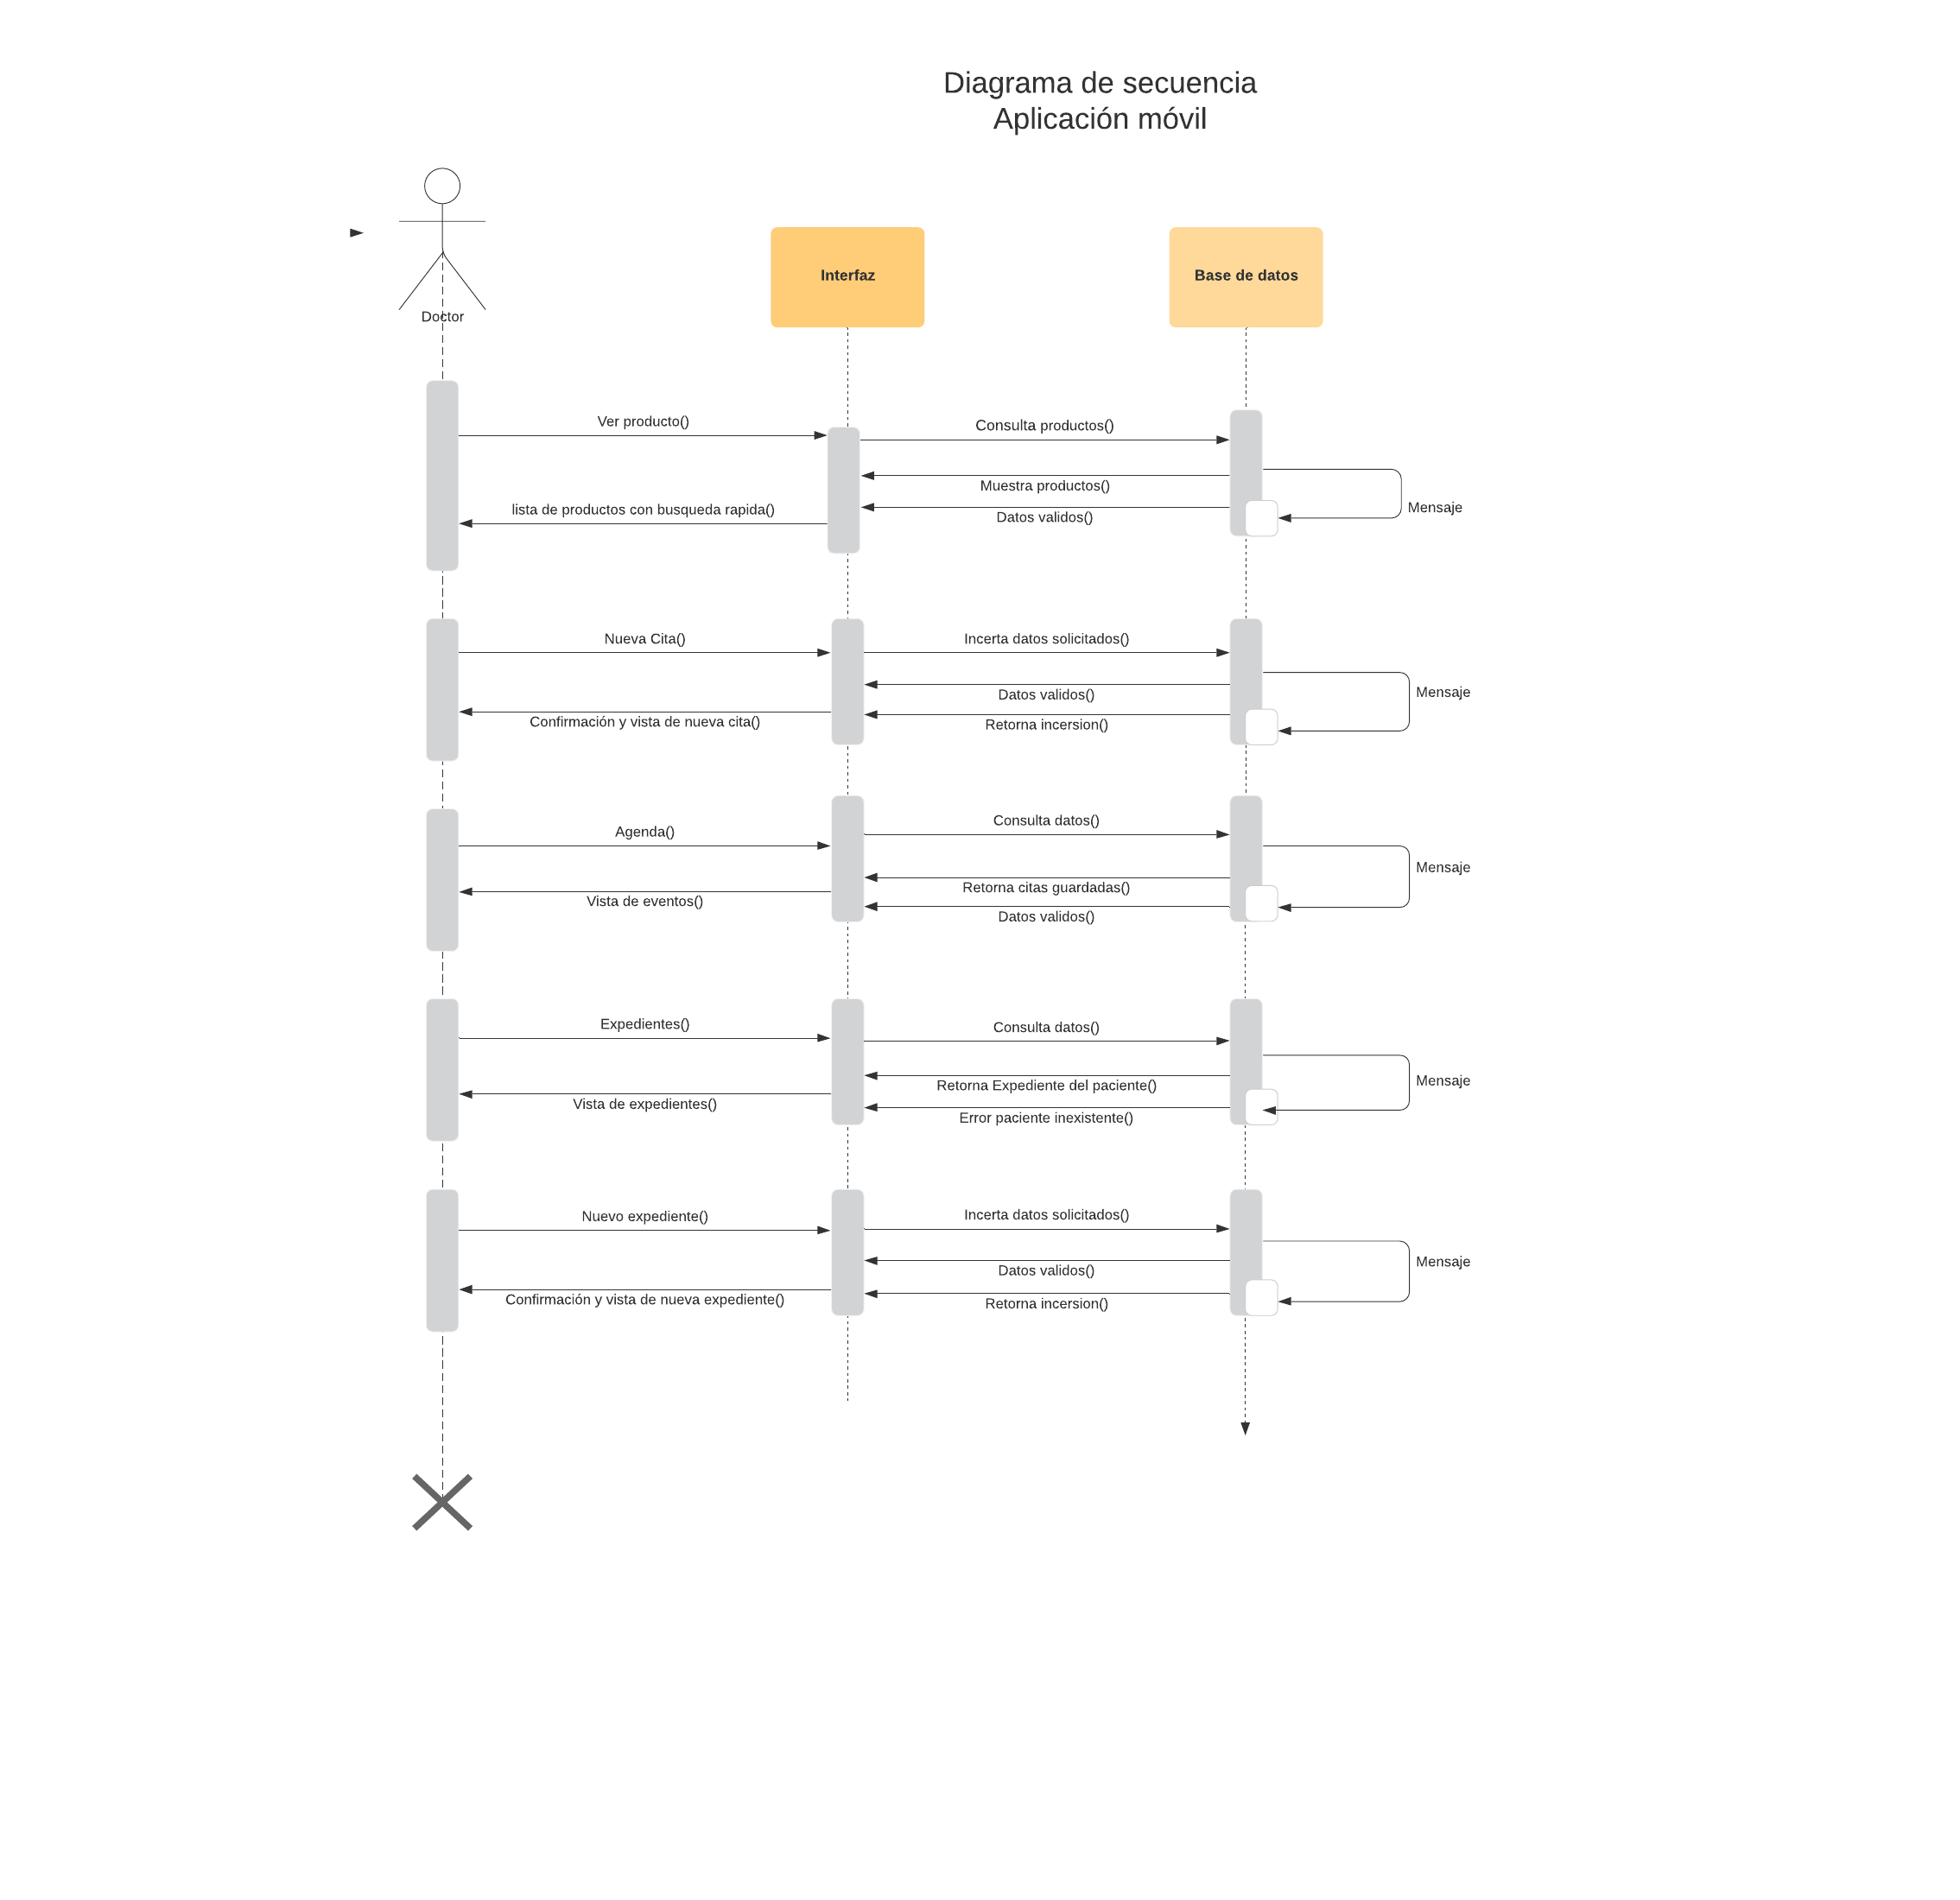 Diagrama de secuencia
Aplicación móvil
Doctor
Interfaz
Base de datos
Ver producto()
Consulta productos()
Muestra productos()
Mensaje
lista de productos con busqueda rapida()
Datos validos()
Nueva Cita()
Incerta datos solicitados()
Datos validos()
Mensaje
Confirmación y vista de nueva cita()
Retorna incersion()
Agenda()
Consulta datos()
Mensaje
Retorna citas guardadas()
Vista de eventos()
Datos validos()
Expedientes()
Consulta datos()
Mensaje
Retorna Expediente del paciente()
Vista de expedientes()
Error paciente inexistente()
Nuevo expediente()
Incerta datos solicitados()
Mensaje
Datos validos()
Confirmación y vista de nueva expediente()
Retorna incersion()